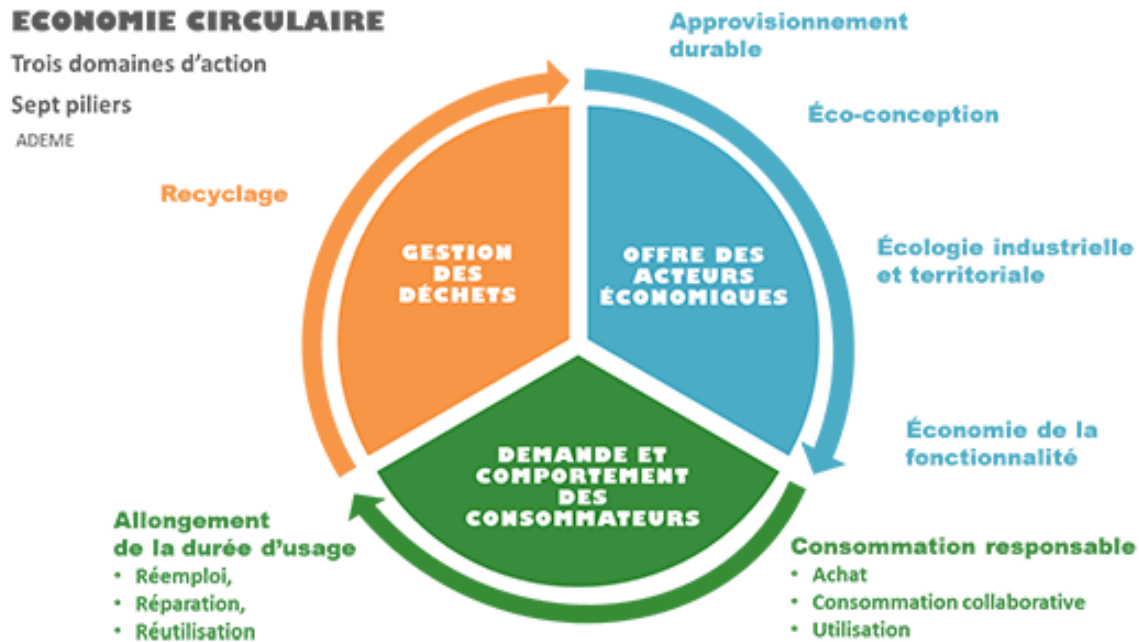 ECONOMIE CIRCULAIRE
Trois domaines d'action
Sept piliers
ADEME
Approvisionnement
durable
Éco-conception
Écologie industrielle
et territoriale
Économie de la
fonctionnalité
OFFRE DES
ACTEURS
ÉCONOMIQUES
Consommation responsable
• Achat
• Consommation collaborative
• Utilisation
DEMANDE ET
COMPORTEMENT
DES
CONSOMMATEURS
Allongement
de la durée d'usage
• Réemploi,
• Réparation,
• Réutilisation
Recyclage
GESTION
DES
DÉCHETS